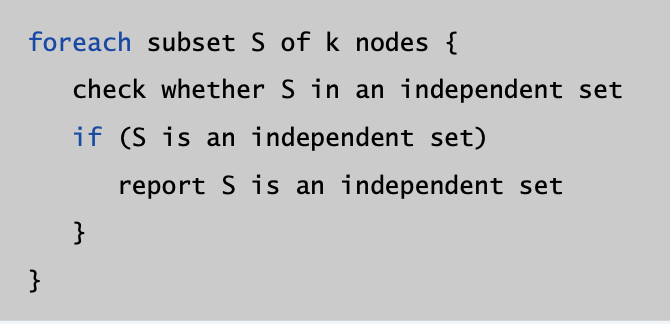 foreach subset S of k nodes {
check whether S in an independent set
if (S is an independent set)
report S is an independent set
}
}